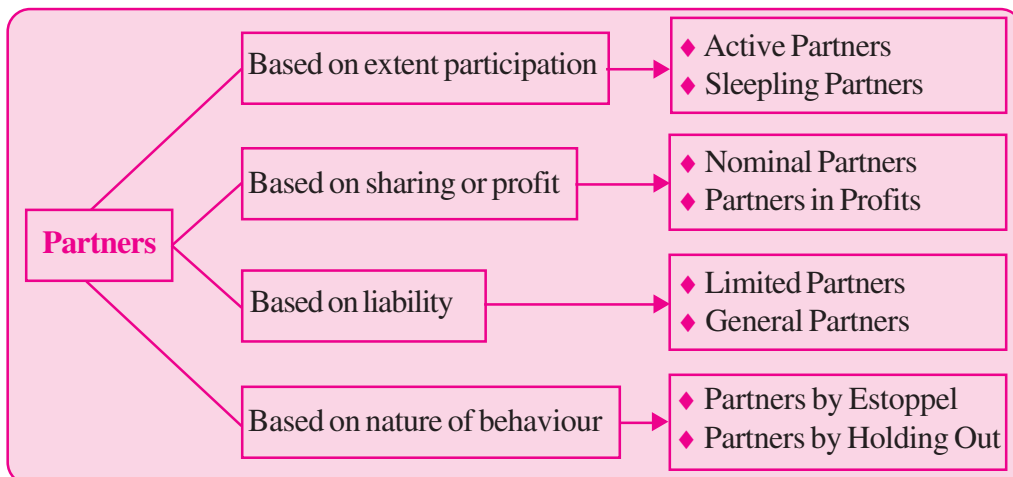 Partners
Based on extent participation
♦ Active Partners
♦ Sleepling Partners
Based on sharing or profit
♦ Nominal Partners
♦ Partners in Profits
Based on liability
♦ Limited Partners
♦ General Partners
Based on nature of behaviour
♦ Partners by Estoppel
♦ Partners by Holding Out